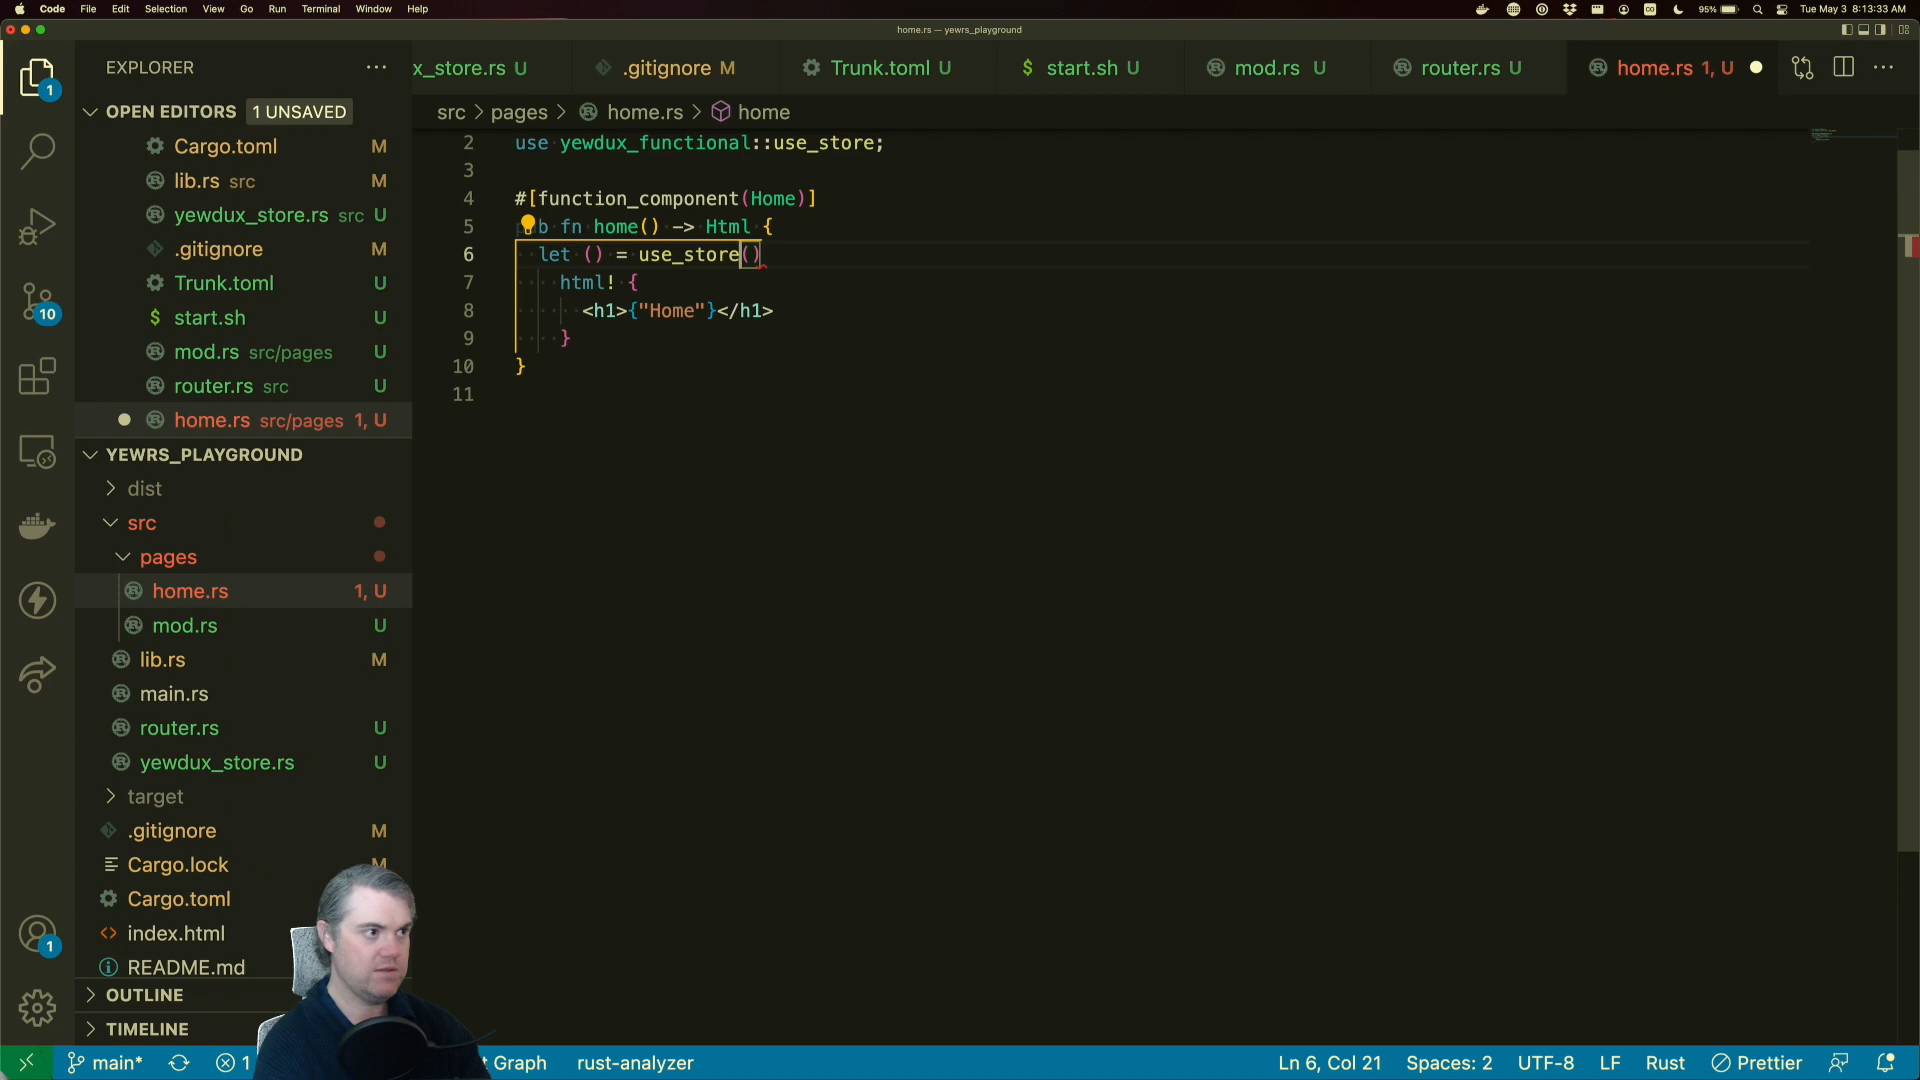 Code File Edit Selection View Go Run Terminal Window Help
95% Tue May 3 8:13:33 AM
home.rs — yewrs_playground
EXPLORER
x_store.rs U .gitignore M Trunk.toml U start.sh U mod.rs U router.rs U home.rs 1, U
OPEN EDITORS 1 UNSAVED
Cargo.toml M
lib.rs src M
yewdux_store.rs src U
.gitignore M
Trunk.toml U
start.sh U
mod.rs src/pages U
router.rs src U
home.rs src/pages 1, U
YEWRS_PLAYGROUND
dist
src
pages
home.rs 1, U
mod.rs U
lib.rs M
main.rs
router.rs U
yewdux_store.rs U
target
.gitignore M
Cargo.lock M
Cargo.toml
index.html
README.md
OUTLINE
TIMELINE
1
10
1
src > pages > home.rs > home
2 use yewdux_functional::use_store;
3
4 #[function_component(Home)]
5 pub fn home() -> Html {
6 let () = use_store()
7 html! {
8 <h1>{"Home"}</h1>
9 }
10 }
11
main* 1 Graph rust-analyzer Ln 6, Col 21 Spaces: 2 UTF-8 LF Rust Prettier